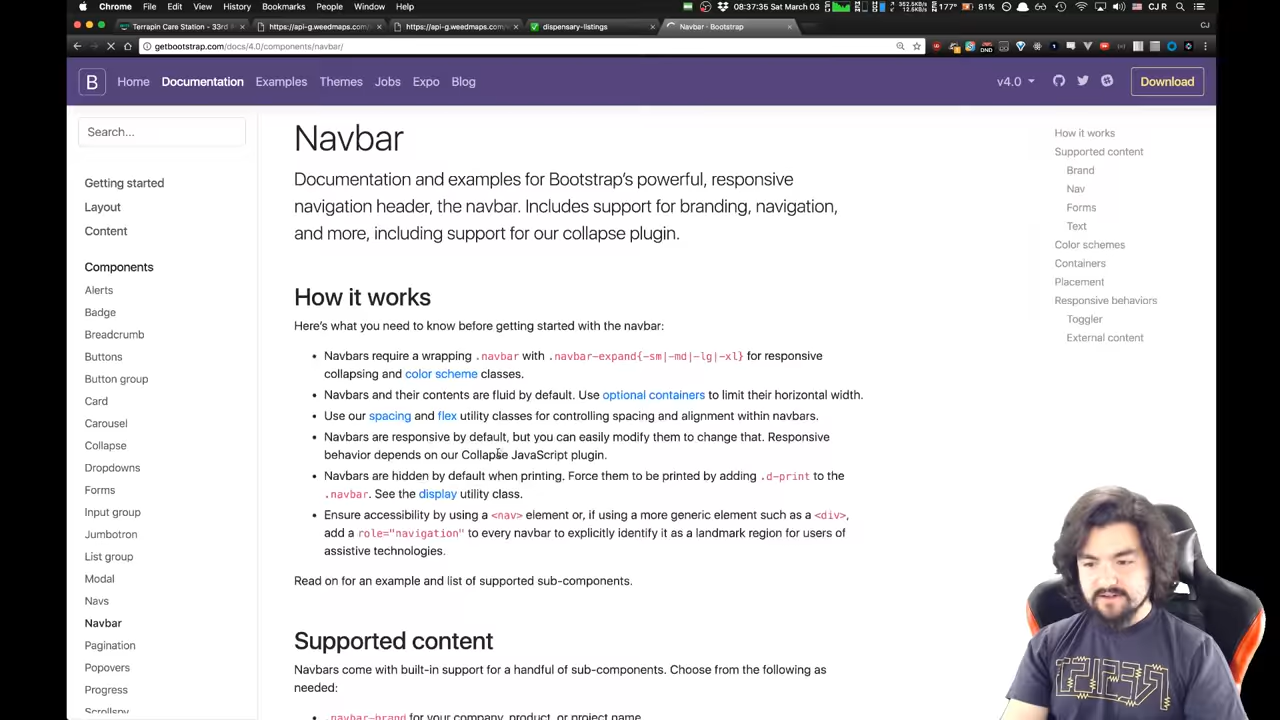 Chrome File Edit View History Bookmarks People Window Help
177° 81% 08:37:35 Sat March 03 CJ R
Terrapin Care Station - 33rd A
https://api-g.weedmaps.com/
https://api-g.weedmaps.com/
dispensary-listings
Navbar · Bootstrap
CJ
getbootstrap.com/docs/4.0/components/navbar/
B Home Documentation Examples Themes Jobs Expo Blog v4.0 Download
Search...
Getting started
Layout
Content
Components
Alerts
Badge
Breadcrumb
Buttons
Button group
Card
Carousel
Collapse
Dropdowns
Forms
Input group
Jumbotron
List group
Modal
Navs
Navbar
Pagination
Popovers
Progress
Scrollspy
Navbar
Documentation and examples for Bootstrap's powerful, responsive
navigation header, the navbar. Includes support for branding, navigation,
and more, including support for our collapse plugin.
How it works
Here's what you need to know before getting started with the navbar:
• Navbars require a wrapping .navbar with .navbar-expand{-sm|-md|-lg|-xl} for responsive
collapsing and color scheme classes.
• Navbars and their contents are fluid by default. Use optional containers to limit their horizontal width.
• Use our spacing and flex utility classes for controlling spacing and alignment within navbars.
• Navbars are responsive by default, but you can easily modify them to change that. Responsive
behavior depends on our Collapse JavaScript plugin.
• Navbars are hidden by default when printing. Force them to be printed by adding .d-print to the
.navbar. See the display utility class.
• Ensure accessibility by using a <nav> element or, if using a more generic element such as a <div>,
add a role="navigation" to every navbar to explicitly identify it as a landmark region for users of
assistive technologies.
Read on for an example and list of supported sub-components.
Supported content
Navbars come with built-in support for a handful of sub-components. Choose from the following as
needed:
• .navbar-brand for your company, product, or project name.
How it works
Supported content
Brand
Nav
Forms
Text
Color schemes
Containers
Placement
Responsive behaviors
Toggler
External content